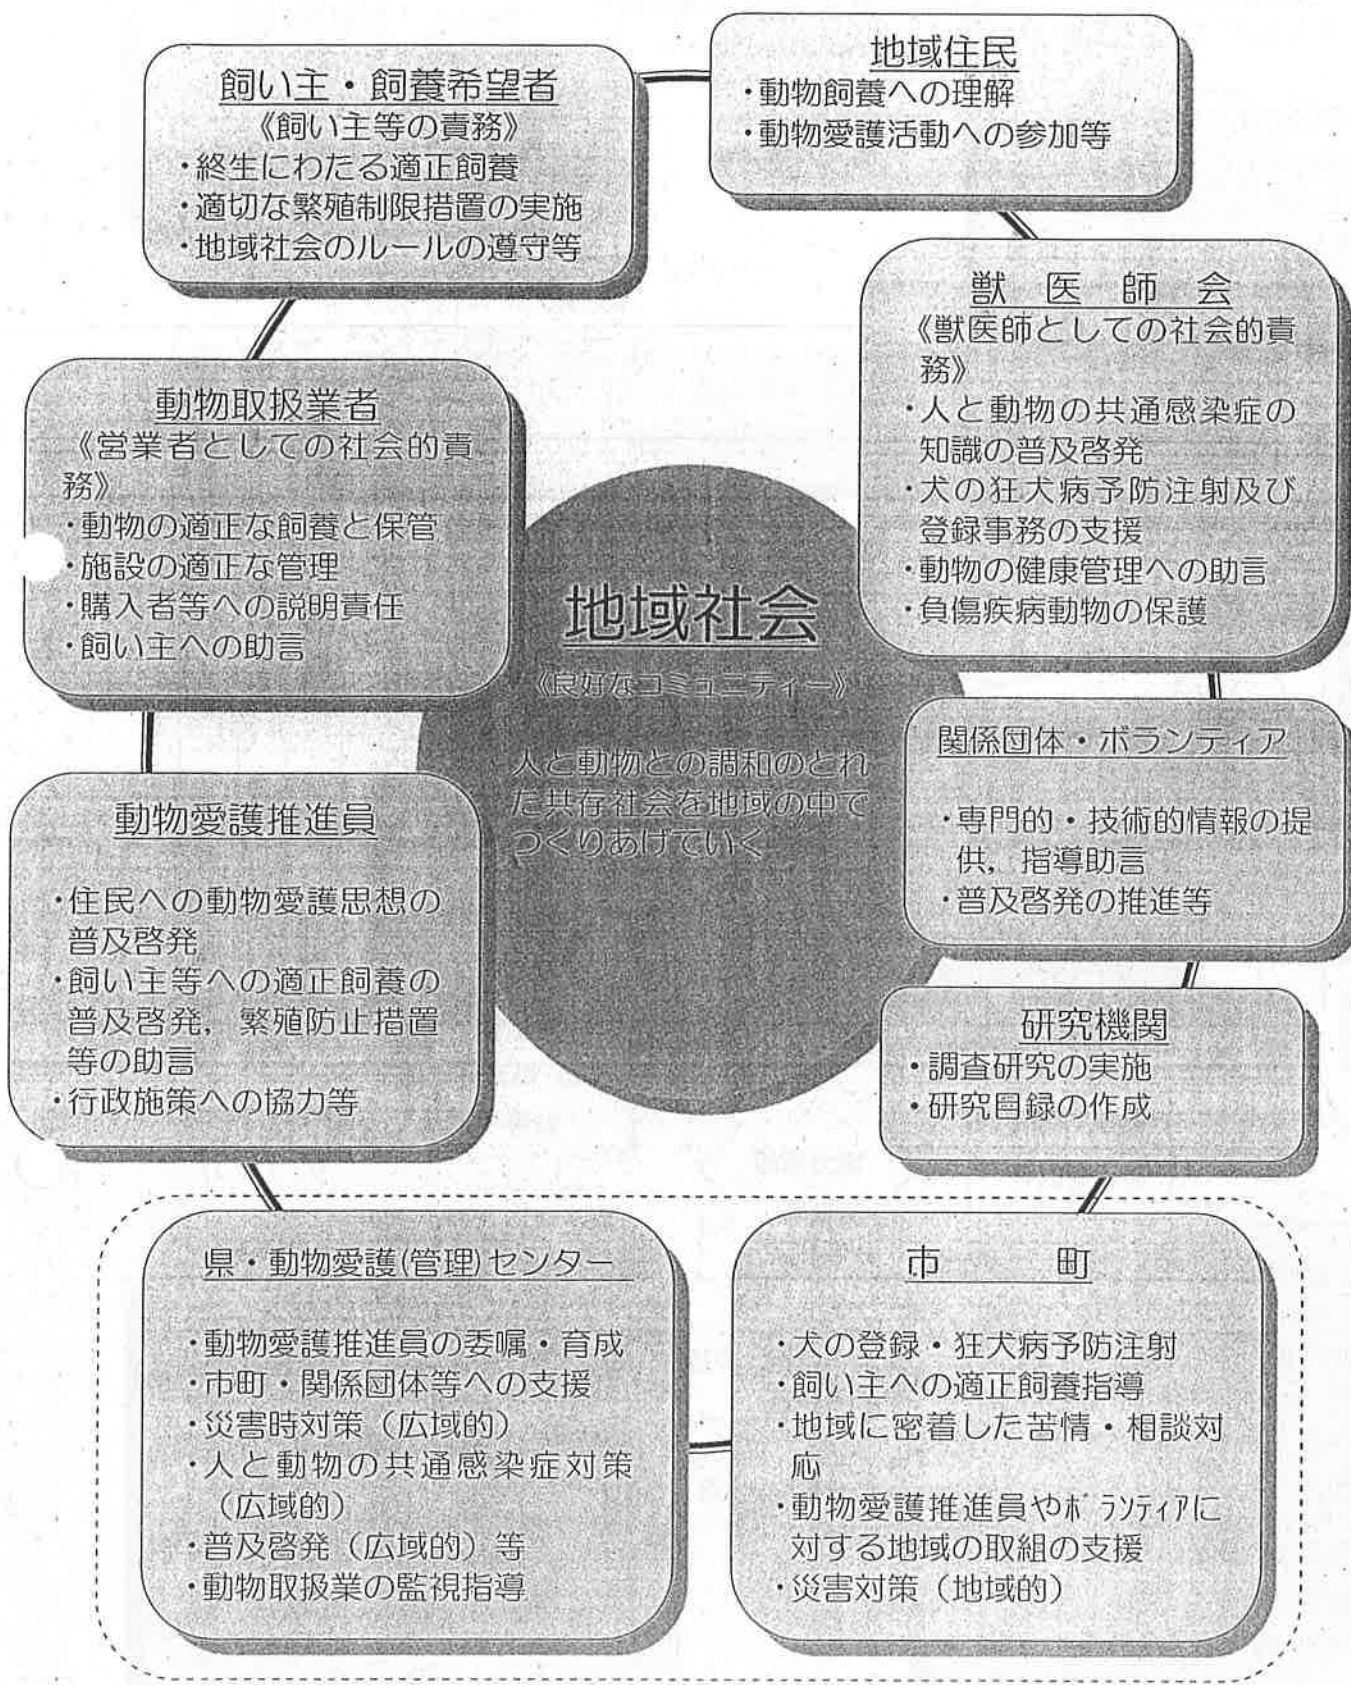 飼い主・飼養希望者
《飼い主等の責務》
・終生にわたる適正飼養
・適切な繁殖制限措置の実施
・地域社会のルールの遵守等
地域住民
・動物飼養への理解
・動物愛護活動への参加等
獣医師会
《獣医師としての社会的責
務》
・人と動物の共通感染症の
知識の普及啓発
・犬の狂犬病予防注射及び
登録事務の支援
・動物の健康管理への助言
・負傷疾病動物の保護
動物取扱業者
《営業者としての社会的責
務》
・動物の適正な飼養と保管
・施設の適正な管理
・購入者等への説明責任
・飼い主への助言
地域社会
《良好なコミュニティー》
人と動物との調和のとれ
た共存社会を地域の中で
つくりあげていく
関係団体・ボランティア
・専門的・技術的情報の提
供，指導助言
・普及啓発の推進等
動物愛護推進員
・住民への動物愛護思想の
普及啓発
・飼い主等への適正飼養の
普及啓発，繁殖防止措置
等の助言
・行政施策への協力等
研究機関
・調査研究の実施
・研究目録の作成
県・動物愛護(管理)センター
・動物愛護推進員の委嘱・育成
・市町・関係団体等への支援
・災害時対策（広域的）
・人と動物の共通感染症対策
（広域的）
・普及啓発（広域的）等
・動物取扱業の監視指導
市　　町
・犬の登録・狂犬病予防注射
・飼い主への適正飼養指導
・地域に密着した苦情・相談対
応
・動物愛護推進員やﾎﾞﾗﾝﾃｨｱに
対する地域の取組の支援
・災害対策（地域的）